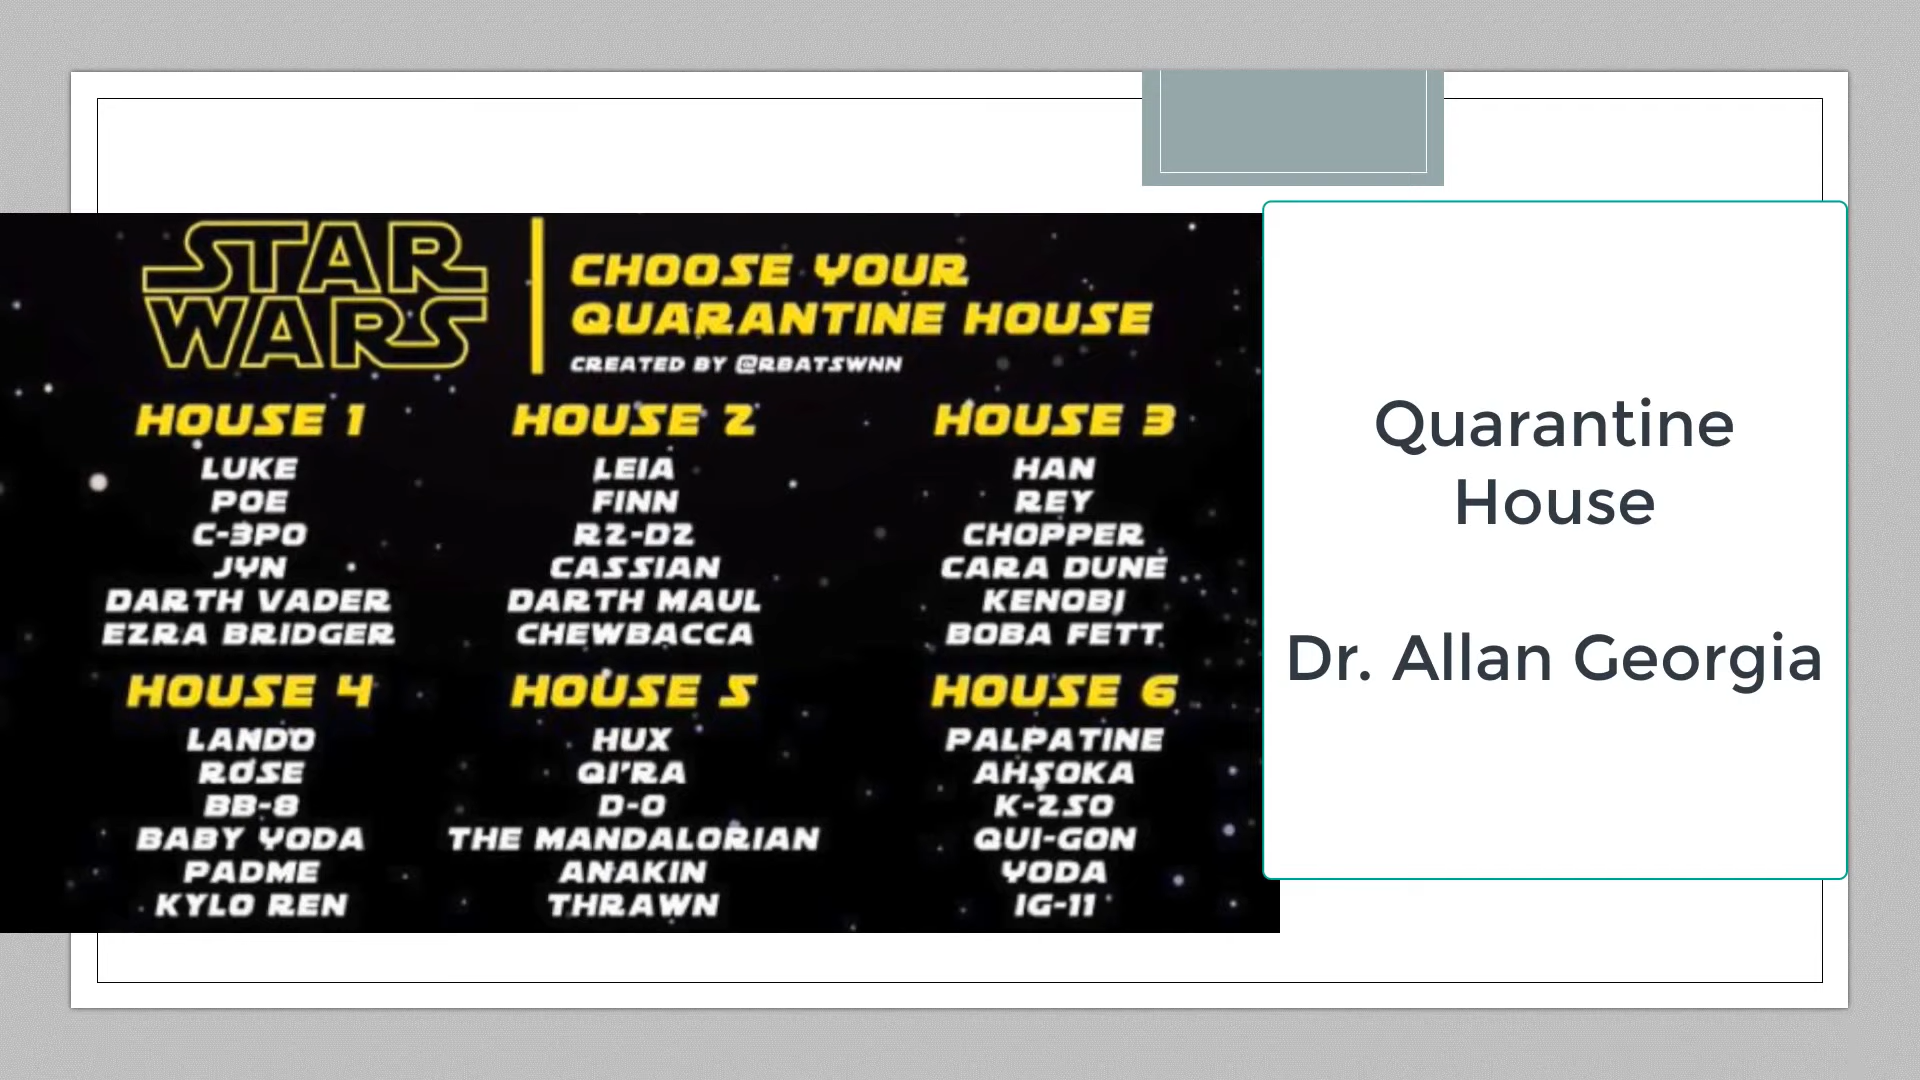 STAR
WARS
CHOOSE YOUR
QUARANTINE HOUSE
CREATED BY @RBATSWNN
HOUSE 1
LUKE
POE
C-3PO
JYN
DARTH VADER
EZRA BRIDGER
HOUSE 2
LEIA
FINN
R2-D2
CASSIAN
DARTH MAUL
CHEWBACCA
HOUSE 3
HAN
REY
CHOPPER
CARA DUNE
KENOBI
BOBA FETT
HOUSE 4
LANDO
ROSE
BB-8
BABY YODA
PADME
KYLO REN
HOUSE 5
HUX
QI'RA
D-O
THE MANDALORIAN
ANAKIN
THRAWN
HOUSE 6
PALPATINE
AHSOKA
K-2SO
QUI-GON
YODA
IG-11
Quarantine
House
Dr. Allan Georgia